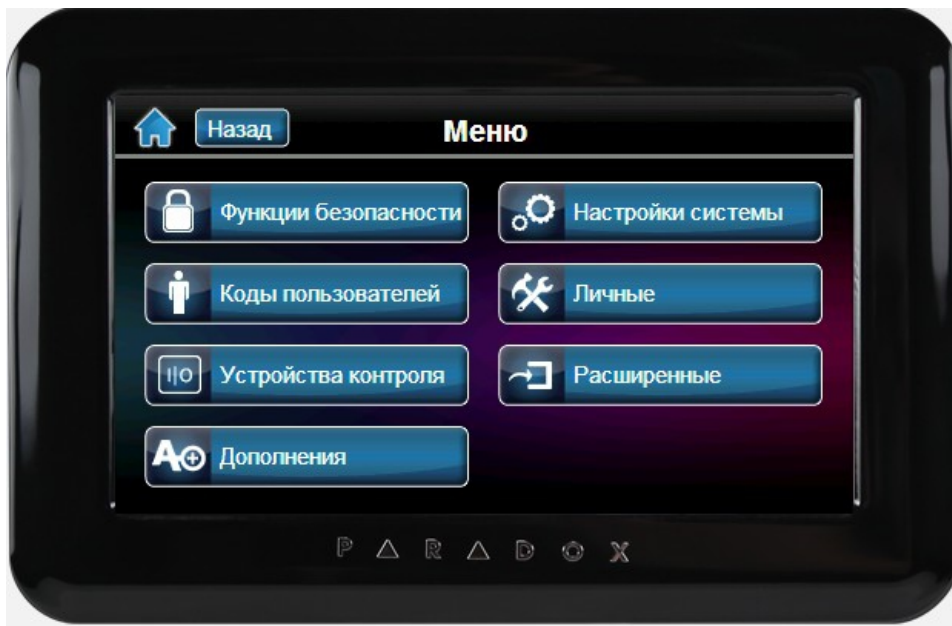 Назад
Меню
Функции безопасности
Настройки системы
Коды пользователей
Личные
I|O
Устройства контроля
Расширенные
A
Дополнения
PARADOX